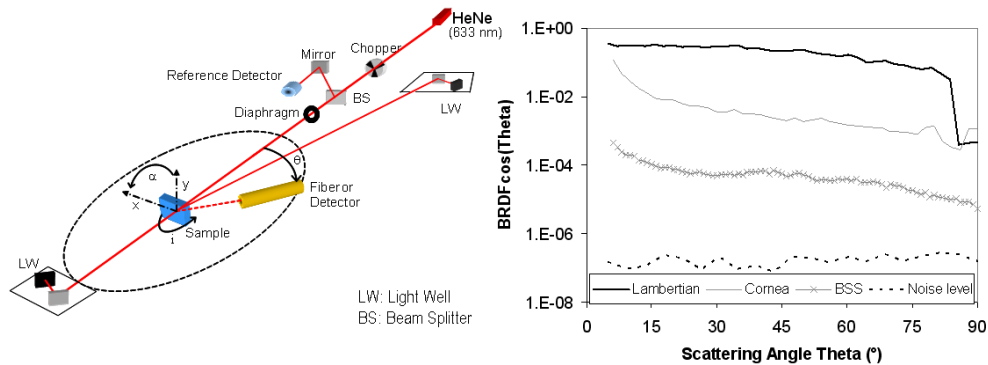 HeNe
(633 nm)
Chopper
Mirror
Reference Detector
BS
LW
Diaphragm
θ
α
y
x
Fiber or
Detector
Sample
i
LW
LW: Light Well
BS: Beam Splitter
BRDFcos(Theta)
1.E+00
1.E-02
1.E-04
1.E-06
1.E-08
Lambertian Cornea BSS Noise level
0 15 30 45 60 75 90
Scattering Angle Theta (°)